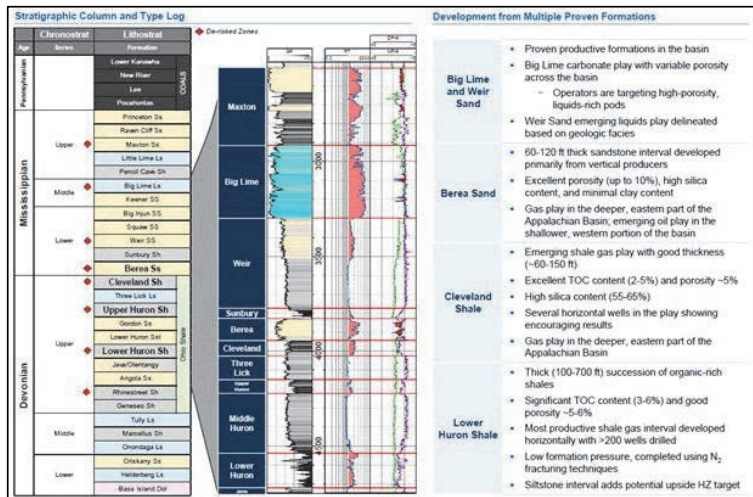 Stratigraphic Column and Type Log
Chronostrat
Lithostrat
De-risked Zones
Age
Series
Formation
Pennsylvanian
Lower Kanawha
New River
Lee
Pocahontas
COALS
Mississippian
Upper
Princeton Ss
Raven Cliff Ss
Maxton Ss
Little Lime Ls
Pencil Cave Sh
Middle
Big Lime Ls
Keener SS
Lower
Big Injun SS
Squaw SS
Weir SS
Sunbury Sh
Berea Ss
Devonian
Upper
Cleveland Sh
Three Lick Ls
Upper Huron Sh
Gordon Ss
Lower Huron Sst
Lower Huron Sh
Java/Olentangy
Angola Ss
Rhinestreet Sh
Geneseo Sh
Ohio Shale
Middle
Tully Ls
Marcellus Sh
Onondaga Ls
Lower
Oriskany Ss
Helderberg Ls
Bass Island Dol
Maxton
Big Lime
Weir
Sunbury
Berea
Cleveland
Three
Lick
Middle
Huron
Lower
Huron
GR
4000
Development from Multiple Proven Formations
Big Lime
and Weir
Sand
Proven productive formations in the basin
Big Lime carbonate play with variable porosity
across the basin
- Operators are targeting high-porosity,
liquids-rich pods
Weir Sand emerging liquids play delineated
based on geologic facies
Berea Sand
60-120 ft thick sandstone interval developed
primarily from vertical producers
Excellent porosity (up to 10%), high silica
content, and minimal clay content
Gas play in the deeper, eastern part of the
Appalachian Basin; emerging oil play in the
shallower, western portion of the basin
Cleveland
Shale
Emerging shale gas play with good thickness
(~60-150 ft)
Excellent TOC content (2-5%) and porosity ~5%
High silica content (55-65%)
Several horizontal wells in the play showing
encouraging results
Gas play in the deeper, eastern part of the
Appalachian Basin
Lower
Huron Shale
Thick (100-700 ft) succession of organic-rich
shales
Significant TOC content (3-6%) and good
porosity ~5-6%
Most productive shale gas interval developed
horizontally with >200 wells drilled
Low formation pressure, completed using N2
fracturing techniques
Siltstone interval adds potential upside HZ target